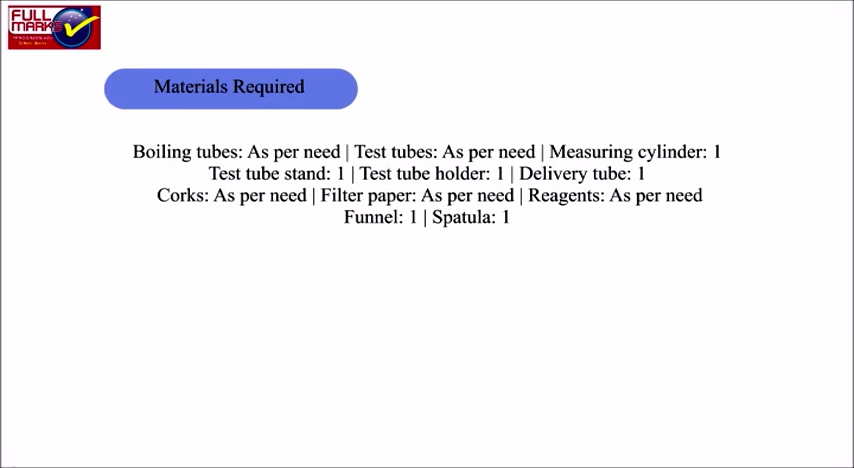 FULL
MARKS
Materials Required
Boiling tubes: As per need | Test tubes: As per need | Measuring cylinder: 1
Test tube stand: 1 | Test tube holder: 1 | Delivery tube: 1
Corks: As per need | Filter paper: As per need | Reagents: As per need
Funnel: 1 | Spatula: 1